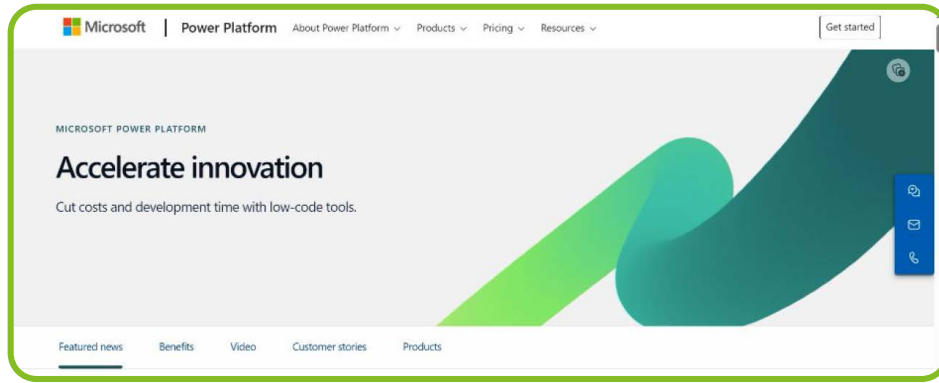 Microsoft Power Platform About Power Platform Products Pricing Resources Get started
MICROSOFT POWER PLATFORM
Accelerate innovation
Cut costs and development time with low-code tools.
Featured news Benefits Video Customer stories Products